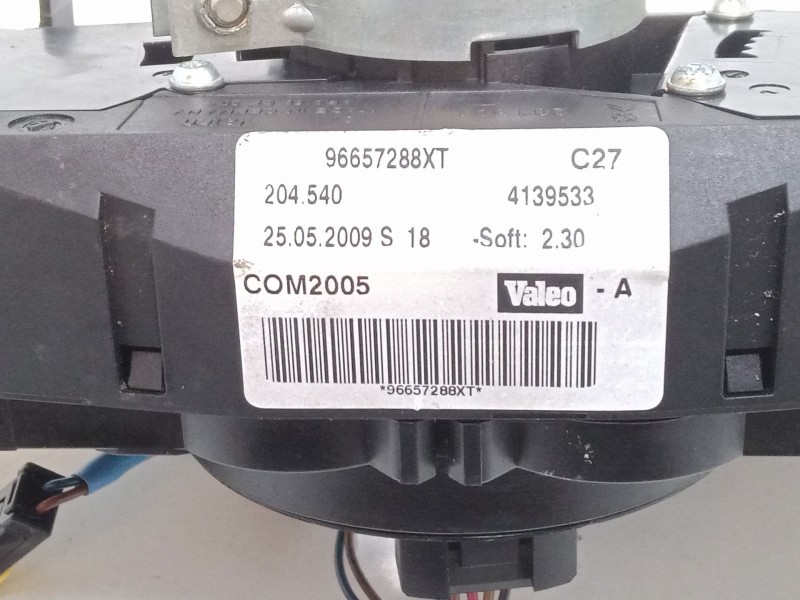 96657288XT C27
204.540 4139533
25.05.2009 S 18 -Soft: 2.30
COM2005 Valeo - A
*96657288XT*